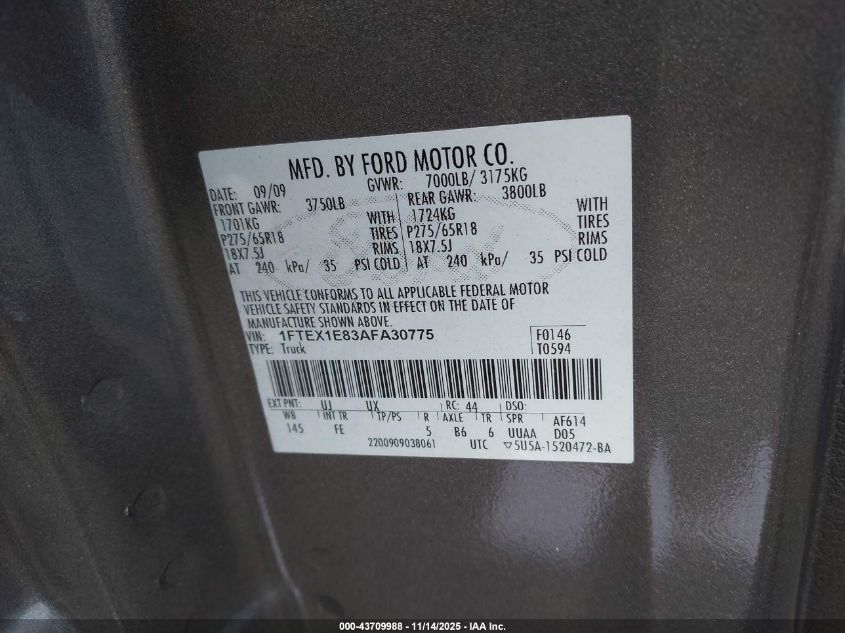 MFD. BY FORD MOTOR CO.
DATE: 09/09 GVWR: 7000LB/ 3175KG
FRONT GAWR: 3750LB REAR GAWR: 3800LB
1701KG WITH 1724KG WITH
P275/65R18 TIRES P275/65R18 TIRES
18X7.5J RIMS 18X7.5J RIMS
AT 240 kPa/ 35 PSI COLD AT 240 kPa/ 35 PSI COLD
THIS VEHICLE CONFORMS TO ALL APPLICABLE FEDERAL MOTOR
VEHICLE SAFETY STANDARDS IN EFFECT ON THE DATE OF
MANUFACTURE SHOWN ABOVE.
VIN: 1FTEX1E83AFA30775 F0146
TYPE: Truck T0594
EXT PNT: UJ UX RC: 44 DSO:
WB INT TR TP/PS R AXLE TR SPR AF614
145 FE 5 B6 6 UUAA D05
2200909038061 UTC ▽5U5A-1520472-BA
000-43709988 - 11/14/2025 - IAA Inc.